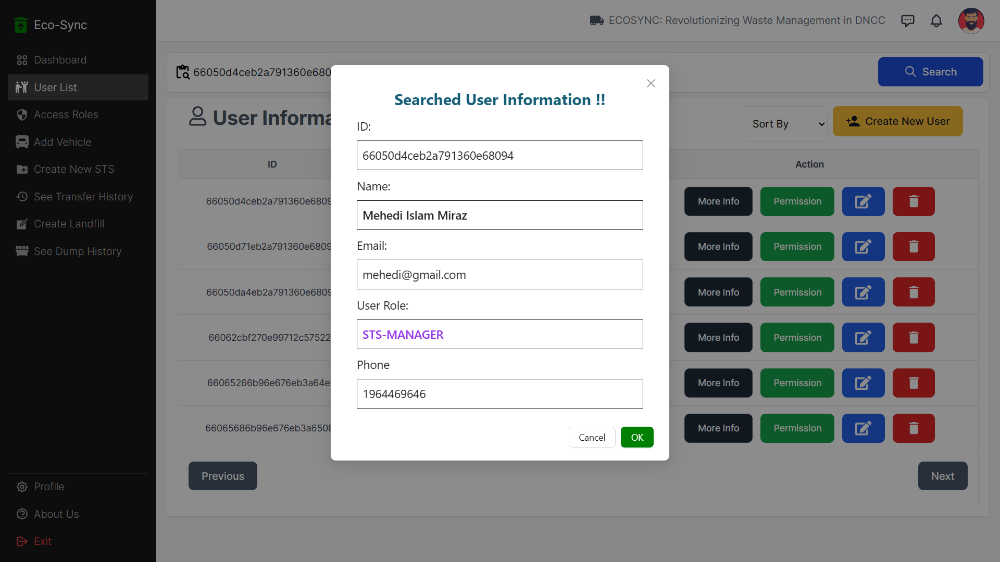 Eco-Sync
ECOSYNC: Revolutionizing Waste Management in DNCC
Dashboard
User List
Access Roles
Add Vehicle
Create New STS
See Transfer History
Create Landfill
See Dump History
Profile
About Us
Exit
66050d4ceb2a791360e680
Search
User Informa
Sort By
Create New User
ID
Action
66050d4ceb2a791360e6809
More Info
Permission
66050d71eb2a791360e6809
More Info
Permission
66050da4eb2a791360e6809
More Info
Permission
66062cbf270e99712c57522
More Info
Permission
66065266b96e676eb3a64e
More Info
Permission
66065686b96e676eb3a6508
More Info
Permission
Previous
Next
Searched User Information !!
ID:
66050d4ceb2a791360e68094
Name:
Mehedi Islam Miraz
Email:
mehedi@gmail.com
User Role:
STS-MANAGER
Phone
1964469646
Cancel
OK